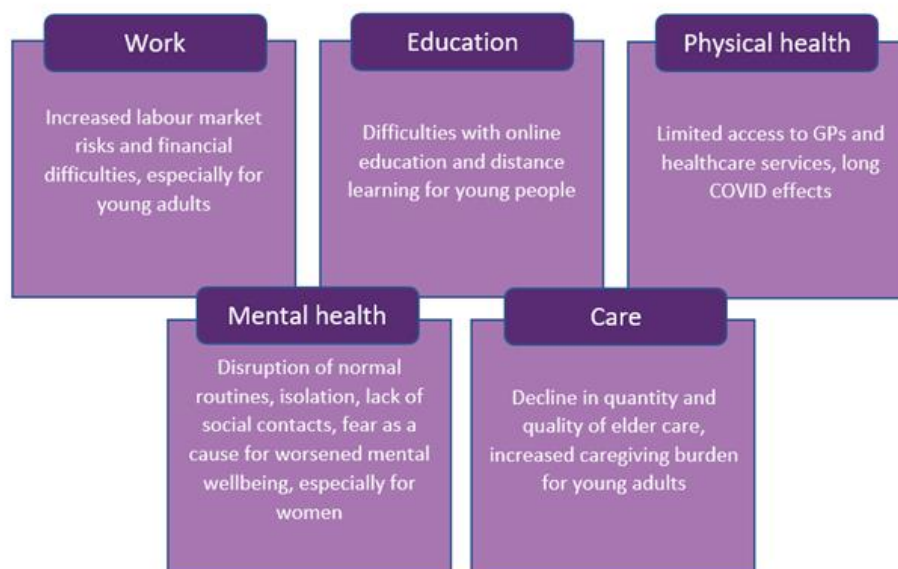 Work
Increased labour market
risks and financial
difficulties, especially for
young adults
Education
Difficulties with online
education and distance
learning for young people
Physical health
Limited access to GPs and
healthcare services, long
COVID effects
Mental health
Disruption of normal
routines, isolation, lack of
social contacts, fear as a
cause for worsened mental
wellbeing, especially for
women
Care
Decline in quantity and
quality of elder care,
increased caregiving burden
for young adults